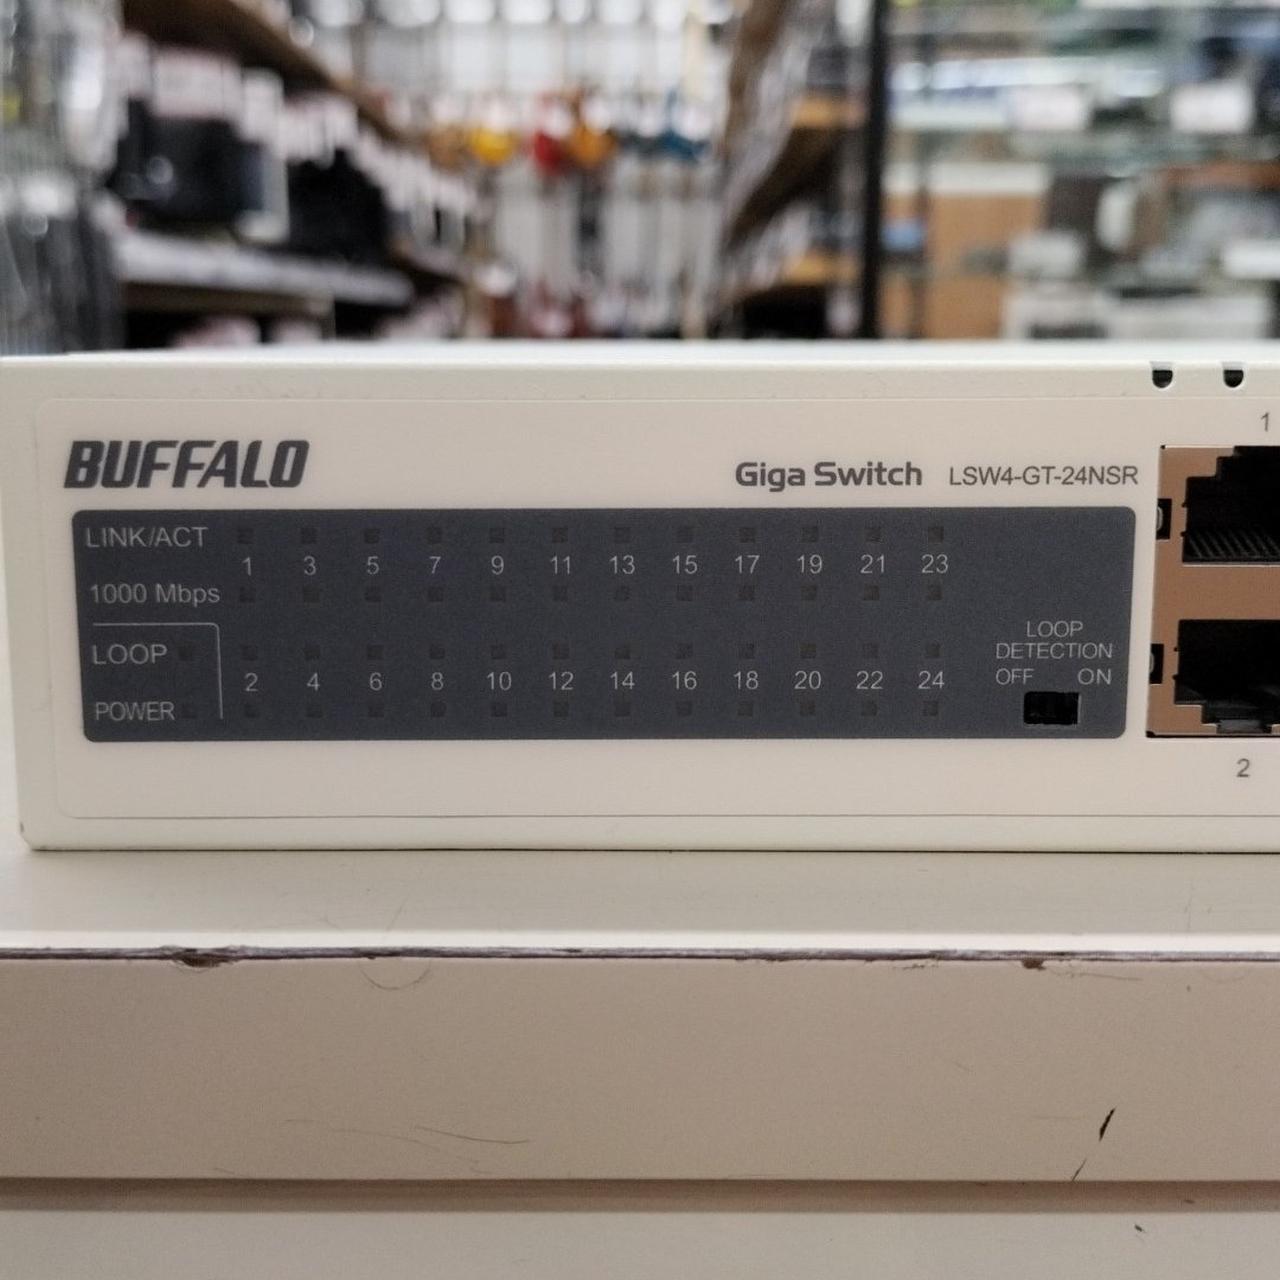 BUFFALO
Giga Switch LSW4-GT-24NSR
LINK/ACT
1 3 5 7 9 11 13 15 17 19 21 23
1000 Mbps
LOOP
2 4 6 8 10 12 14 16 18 20 22 24
POWER
LOOP
DETECTION
OFF ON
1
2